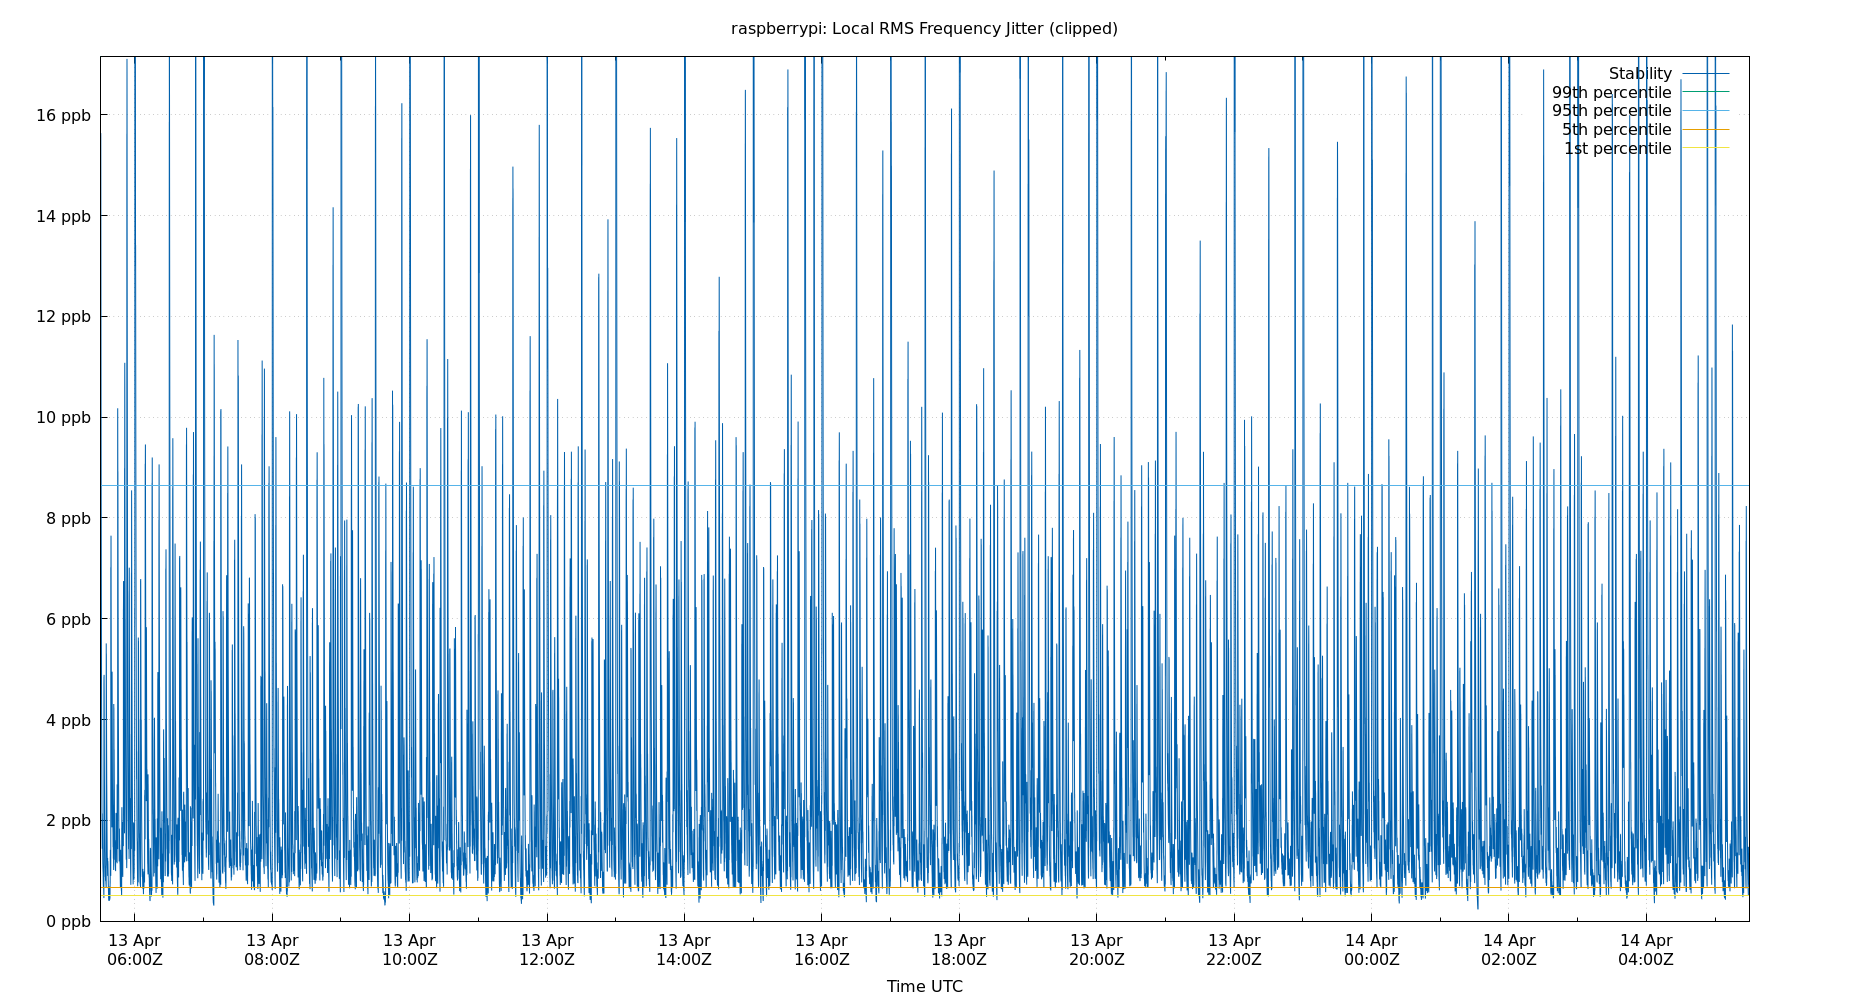 raspberrypi: Local RMS Frequency Jitter (clipped)
Stability
99th percentile
95th percentile
5th percentile
1st percentile
16 ppb
14 ppb
12 ppb
10 ppb
8 ppb
6 ppb
4 ppb
2 ppb
0 ppb
13 Apr 13 Apr 13 Apr 13 Apr 13 Apr 13 Apr 13 Apr 13 Apr 13 Apr 14 Apr 14 Apr 14 Apr
06:00Z 08:00Z 10:00Z 12:00Z 14:00Z 16:00Z 18:00Z 20:00Z 22:00Z 00:00Z 02:00Z 04:00Z
Time UTC